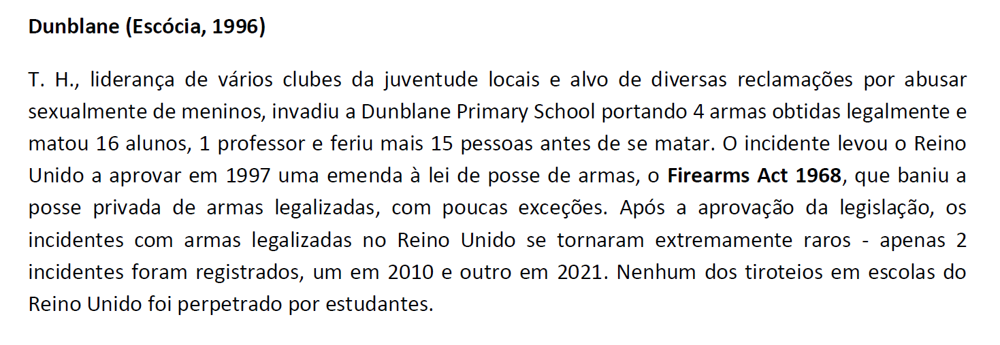 Dunblane (Escócia, 1996)
T. H., liderança de vários clubes da juventude locais e alvo de diversas reclamações por abusar
sexualmente de meninos, invadiu a Dunblane Primary School portando 4 armas obtidas legalmente e
matou 16 alunos, 1 professor e feriu mais 15 pessoas antes de se matar. O incidente levou o Reino
Unido a aprovar em 1997 uma emenda à lei de posse de armas, o Firearms Act 1968, que baniu a
posse privada de armas legalizadas, com poucas exceções. Após a aprovação da legislação, os
incidentes com armas legalizadas no Reino Unido se tornaram extremamente raros - apenas 2
incidentes foram registrados, um em 2010 e outro em 2021. Nenhum dos tiroteios em escolas do
Reino Unido foi perpetrado por estudantes.